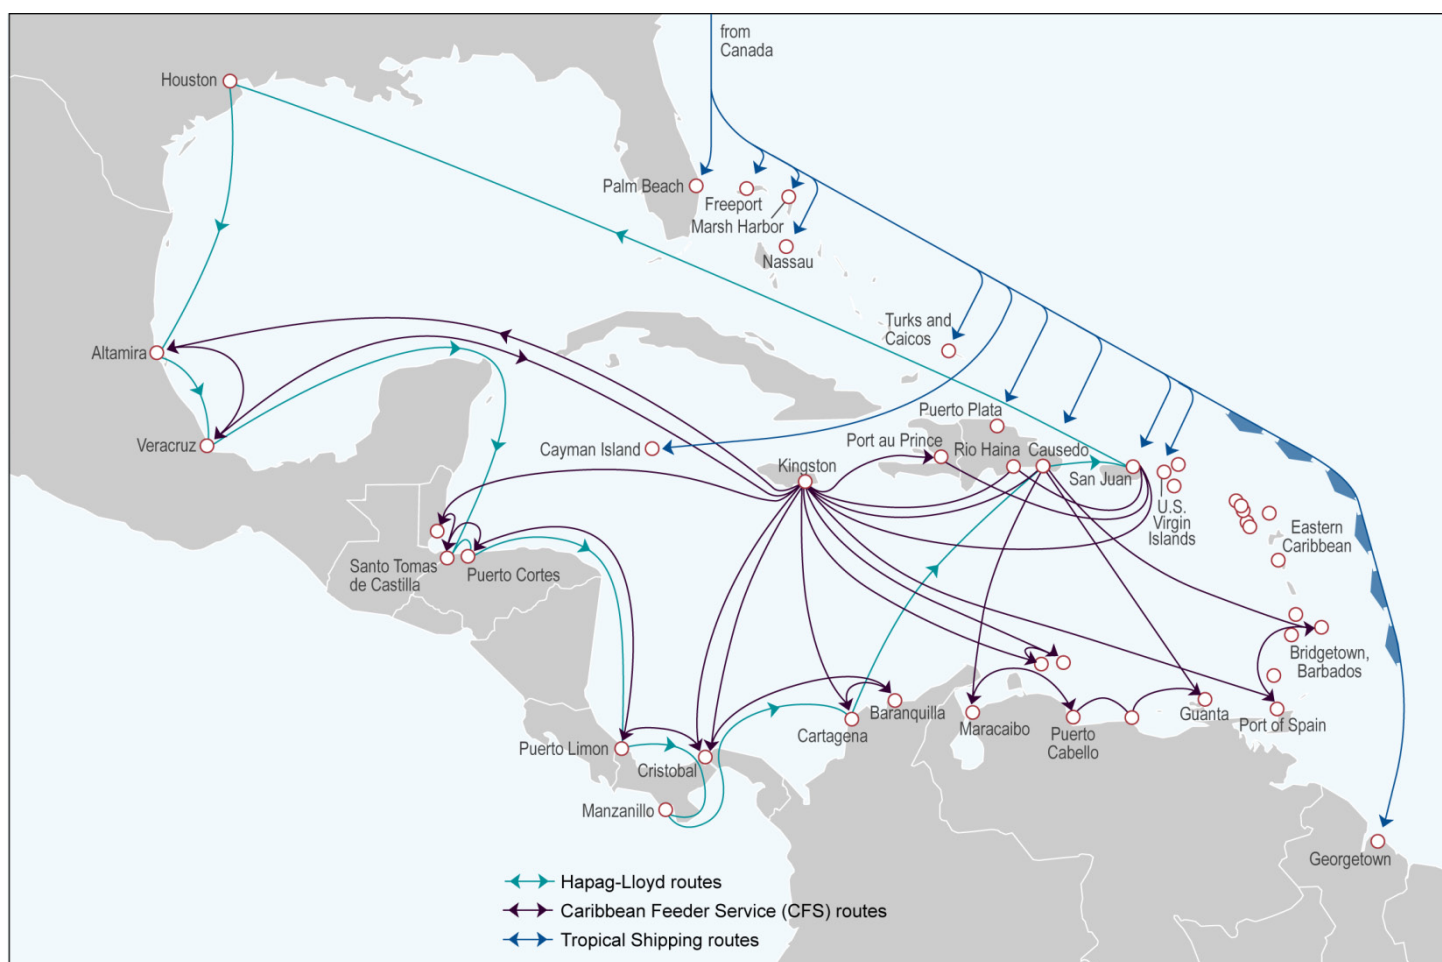 from
Canada
Houston
Palm Beach
Freeport
Marsh Harbor
Nassau
Turks and
Caicos
Altamira
Veracruz
Cayman Island
Puerto Plata
Port au Prince
Rio Haina
Causedo
Kingston
San Juan
U.S.
Virgin
Islands
Eastern
Caribbean
Santo Tomas
de Castilla
Puerto Cortes
Bridgetown,
Barbados
Puerto Limon
Cristobal
Cartagena
Baranquilla
Maracaibo
Puerto
Cabello
Guanta
Port of Spain
Manzanillo
Georgetown
Hapag-Lloyd routes
Caribbean Feeder Service (CFS) routes
Tropical Shipping routes